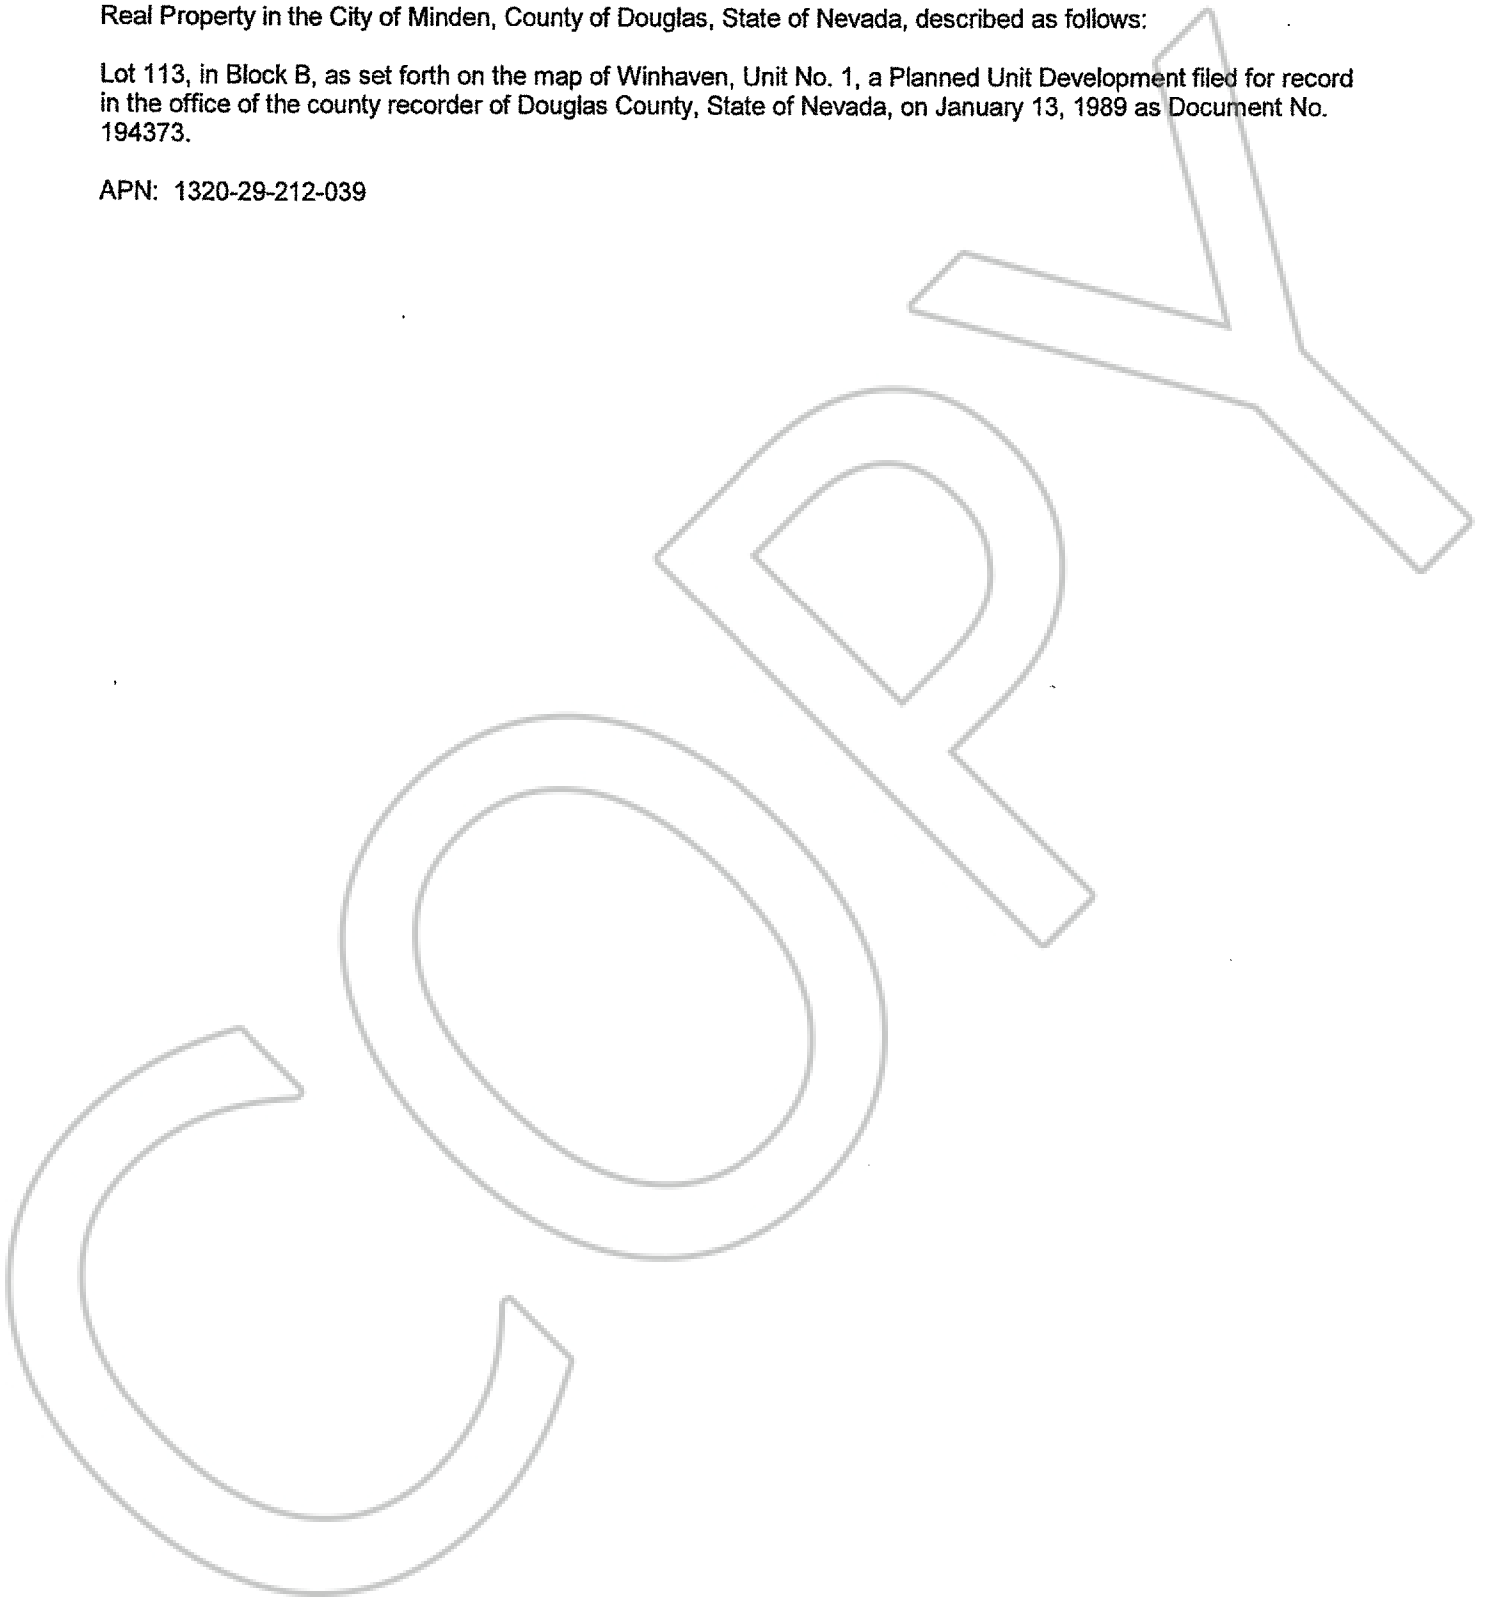 Real Property in the City of Minden, County of Douglas, State of Nevada, described as follows:
Lot 113, in Block B, as set forth on the map of Winhaven, Unit No. 1, a Planned Unit Development filed for record
in the office of the county recorder of Douglas County, State of Nevada, on January 13, 1989 as Document No.
194373.
APN: 1320-29-212-039
COPY